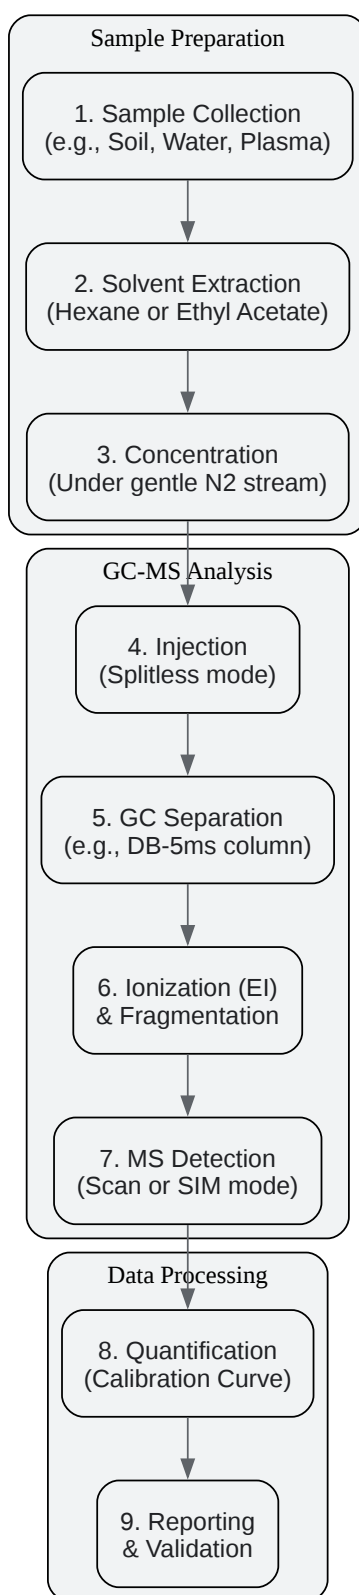 Sample Preparation
1. Sample Collection
(e.g., Soil, Water, Plasma)
2. Solvent Extraction
(Hexane or Ethyl Acetate)
3. Concentration
(Under gentle N2 stream)
GC-MS Analysis
4. Injection
(Splitless mode)
5. GC Separation
(e.g., DB-5ms column)
6. Ionization (EI)
& Fragmentation
7. MS Detection
(Scan or SIM mode)
Data Processing
8. Quantification
(Calibration Curve)
9. Reporting
& Validation